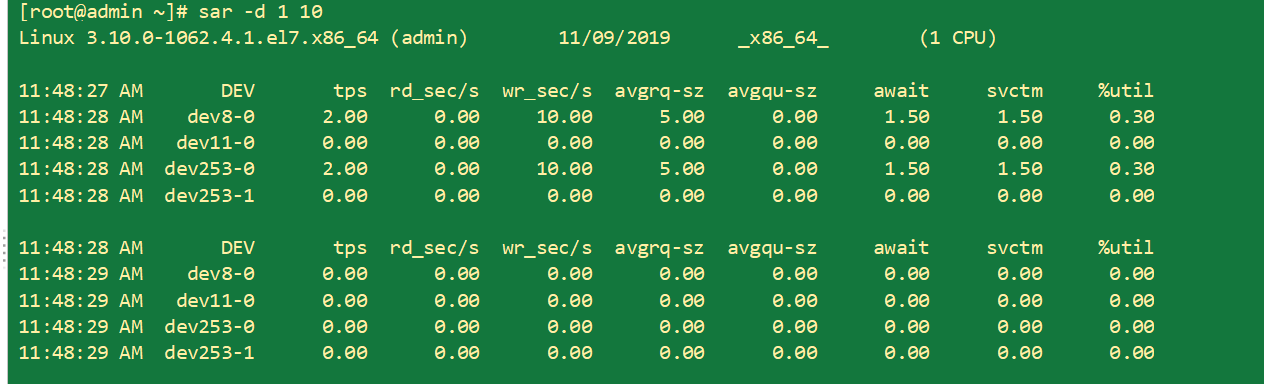 [root@admin ~]# sar -d 1 10
Linux 3.10.0-1062.4.1.el7.x86_64 (admin)        11/09/2019      _x86_64_        (1 CPU)

11:48:27 AM       DEV       tps  rd_sec/s  wr_sec/s  avgrq-sz  avgqu-sz     await     svctm     %util
11:48:28 AM    dev8-0      2.00      0.00     10.00      5.00      0.00      1.50      1.50      0.30
11:48:28 AM   dev11-0      0.00      0.00      0.00      0.00      0.00      0.00      0.00      0.00
11:48:28 AM  dev253-0      2.00      0.00     10.00      5.00      0.00      1.50      1.50      0.30
11:48:28 AM  dev253-1      0.00      0.00      0.00      0.00      0.00      0.00      0.00      0.00

11:48:28 AM       DEV       tps  rd_sec/s  wr_sec/s  avgrq-sz  avgqu-sz     await     svctm     %util
11:48:29 AM    dev8-0      0.00      0.00      0.00      0.00      0.00      0.00      0.00      0.00
11:48:29 AM   dev11-0      0.00      0.00      0.00      0.00      0.00      0.00      0.00      0.00
11:48:29 AM  dev253-0      0.00      0.00      0.00      0.00      0.00      0.00      0.00      0.00
11:48:29 AM  dev253-1      0.00      0.00      0.00      0.00      0.00      0.00      0.00      0.00